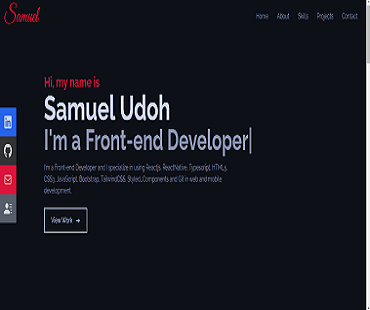 Samuel
Home About Skills Projects Contact
Hi, my name is
Samuel Udoh
I'm a Front-end Developer|
I'm a Front-end Developer and I specialize in using Reactjs, ReactNative, Typescript, HTML5,
CSS3, JavaScript, Bootstrap, TailwindCSS, Styled Components and Git in web and mobile
development.
View Work →